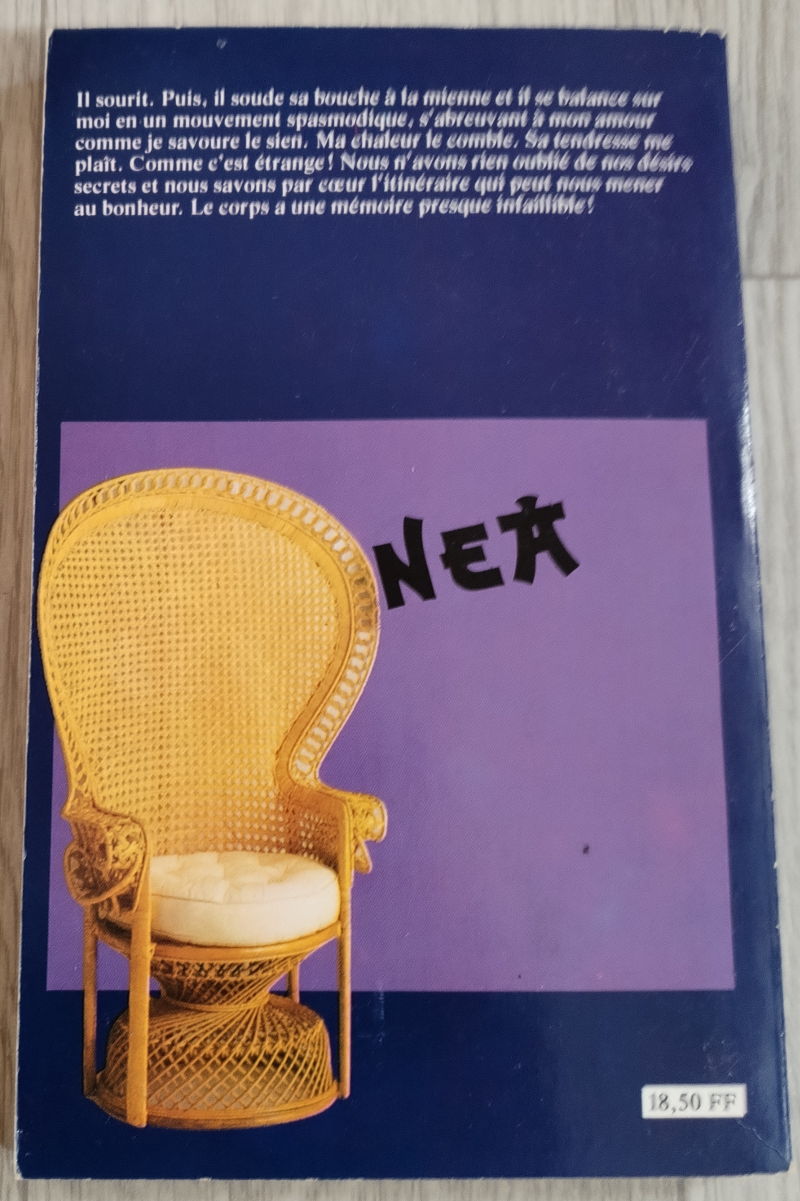 Il sourit. Puis, il soude sa bouche à la mienne et il se balance sur
moi en un mouvement spasmodique, s'abreuvant à mon amour
comme je savoure le sien. Ma chaleur le comble. Sa tendresse me
plaît. Comme c'est étrange! Nous n'avons rien oublié de nos désirs
secrets et nous savons par cœur l'itinéraire qui peut nous mener
au bonheur. Le corps a une mémoire presque infaillible!
NEA
18,50 FF